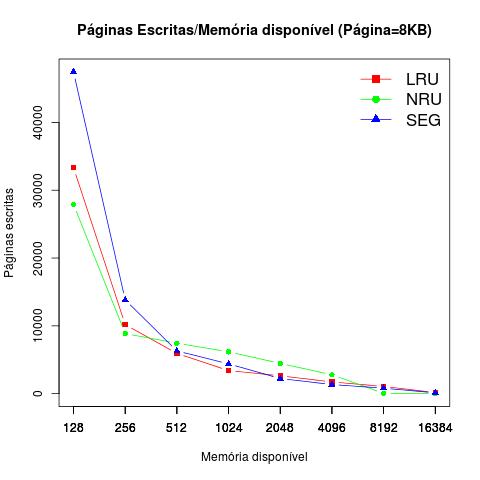 Páginas Escritas/Memória disponível (Página=8KB)
LRU
NRU
SEG
Páginas escritas
40000
30000
20000
10000
0
128 256 512 1024 2048 4096 8192 16384
Memória disponível